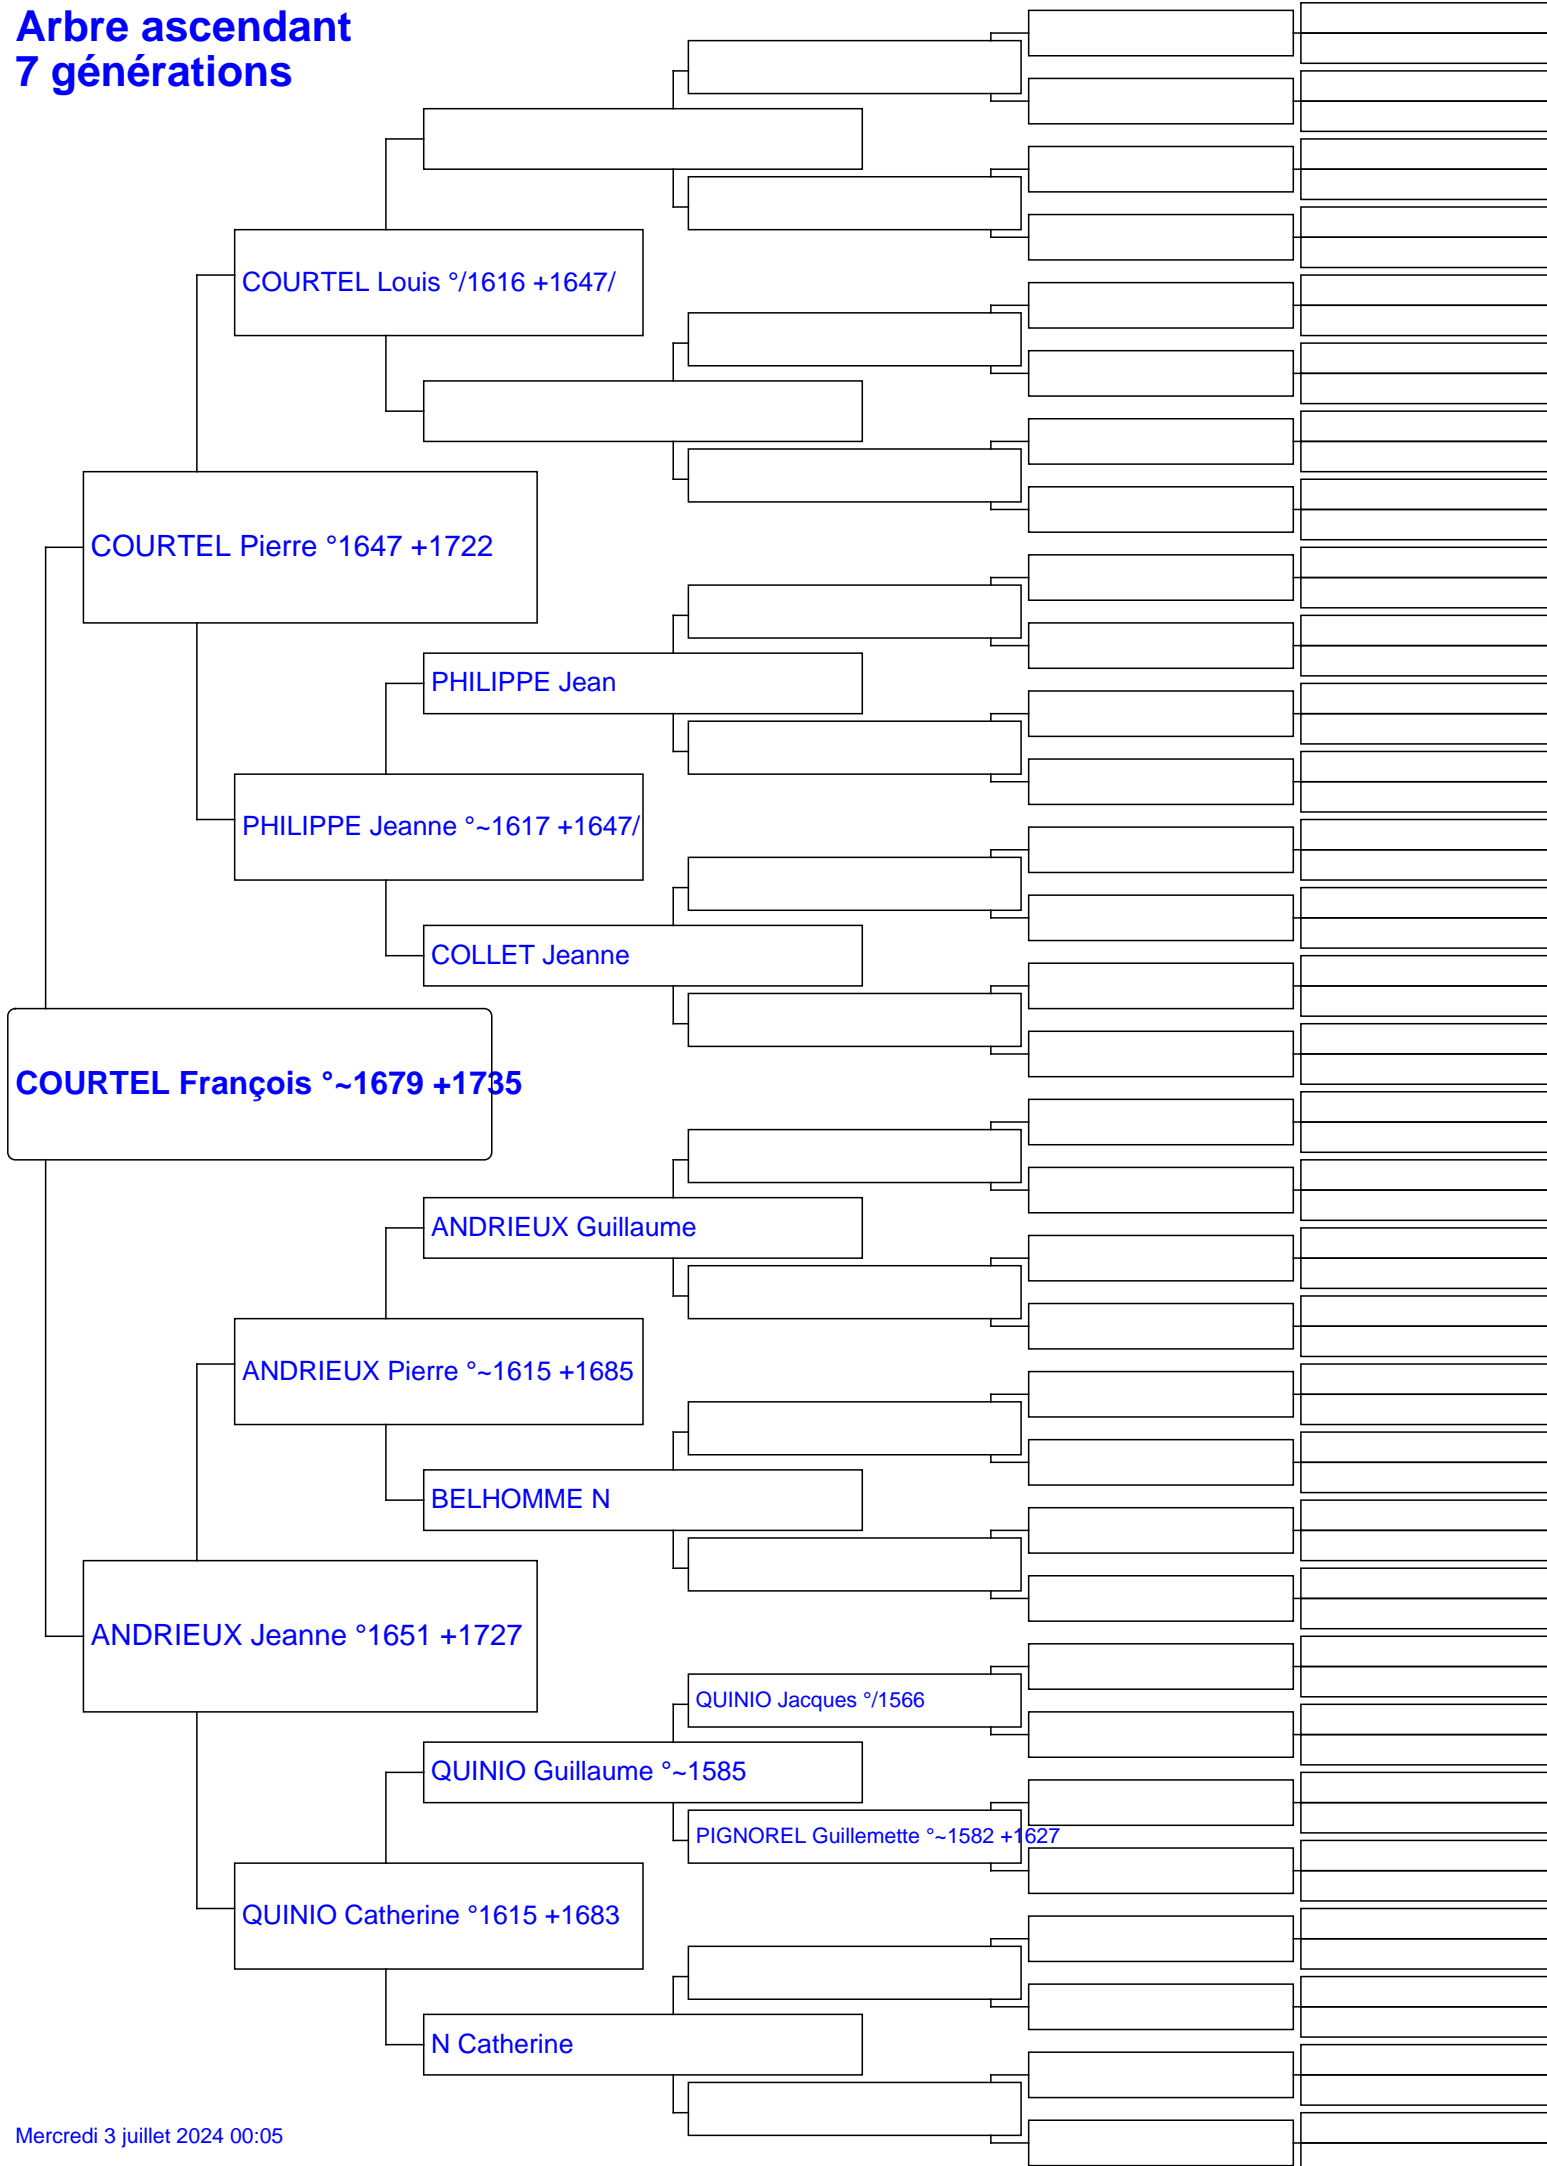 Arbre ascendant
7 générations
COURTEL Louis °/1616 +1647/
COURTEL Pierre °1647 +1722
PHILIPPE Jean
PHILIPPE Jeanne °~1617 +1647/
COLLET Jeanne
COURTEL François °~1679 +1735
ANDRIEUX Guillaume
ANDRIEUX Pierre °~1615 +1685
BELHOMME N
ANDRIEUX Jeanne °1651 +1727
QUINIO Jacques °/1566
QUINIO Guillaume °~1585
PIGNOREL Guillemette °~1582 +1627
QUINIO Catherine °1615 +1683
N Catherine
Mercredi 3 juillet 2024 00:05